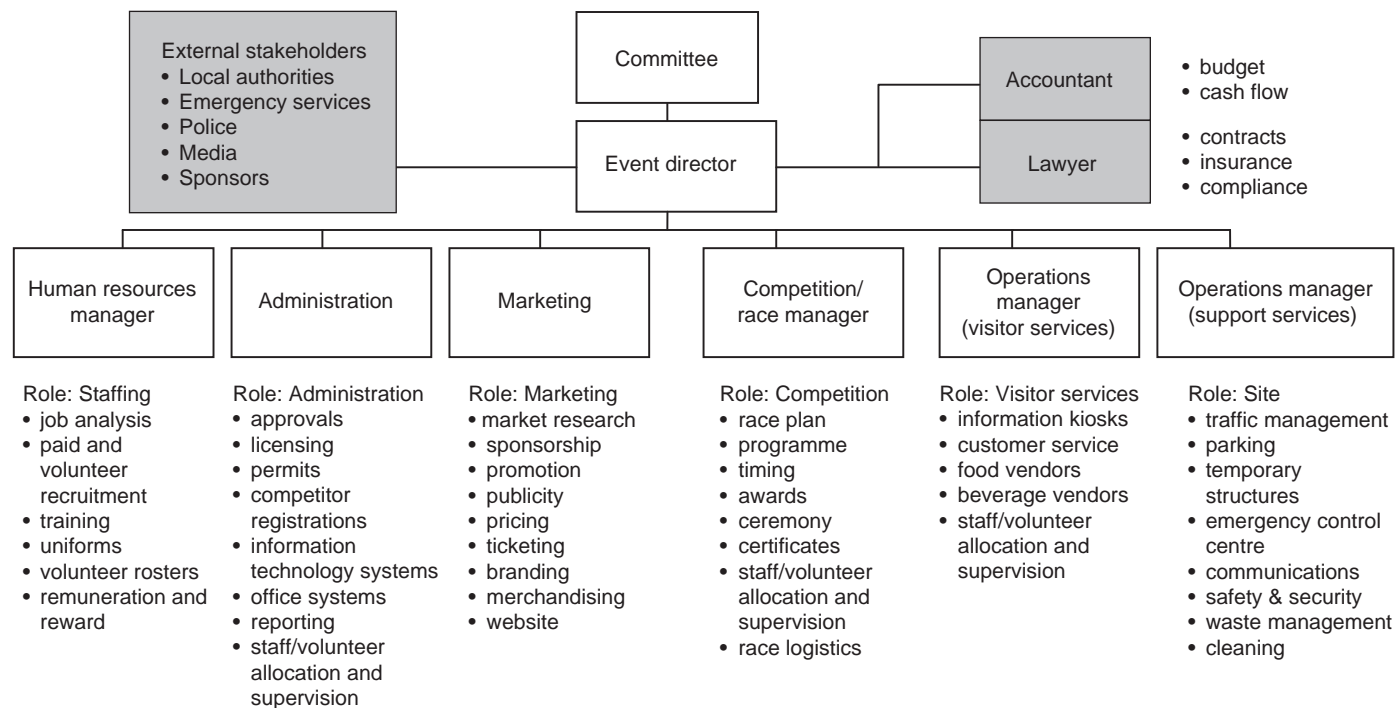 External stakeholders
• Local authorities
• Emergency services
• Police
• Media
• Sponsors
Committee
Event director
Accountant
• budget
• cash flow
Lawyer
• contracts
• insurance
• compliance
Human resources
manager
Administration
Marketing
Competition/
race manager
Operations
manager
(visitor services)
Operations manager
(support services)
Role: Staffing
• job analysis
• paid and
volunteer
recruitment
• training
• uniforms
• volunteer rosters
• remuneration and
reward
Role: Administration
• approvals
• licensing
• permits
• competitor
registrations
• information
technology systems
• office systems
• reporting
• staff/volunteer
allocation and
supervision
Role: Marketing
• market research
• sponsorship
• promotion
• publicity
• pricing
• ticketing
• branding
• merchandising
• website
Role: Competition
• race plan
• programme
• timing
• awards
• ceremony
• certificates
• staff/volunteer
allocation and
supervision
• race logistics
Role: Visitor services
• information kiosks
• customer service
• food vendors
• beverage vendors
• staff/volunteer
allocation and
supervision
Role: Site
• traffic management
• parking
• temporary
structures
• emergency control
centre
• communications
• safety & security
• waste management
• cleaning